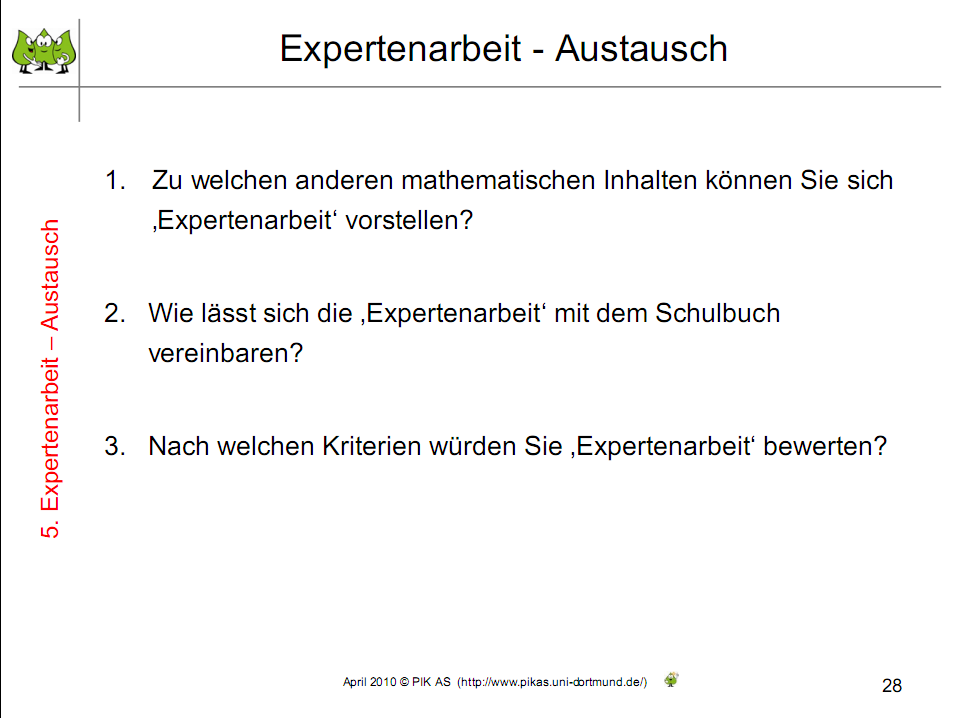 Expertenarbeit - Austausch
1. Zu welchen anderen mathematischen Inhalten können Sie sich
‚Expertenarbeit‘ vorstellen?
2. Wie lässt sich die ‚Expertenarbeit‘ mit dem Schulbuch
vereinbaren?
3. Nach welchen Kriterien würden Sie ‚Expertenarbeit‘ bewerten?
5. Expertenarbeit – Austausch
April 2010 © PIK AS (http://www.pikas.uni-dortmund.de/)
28